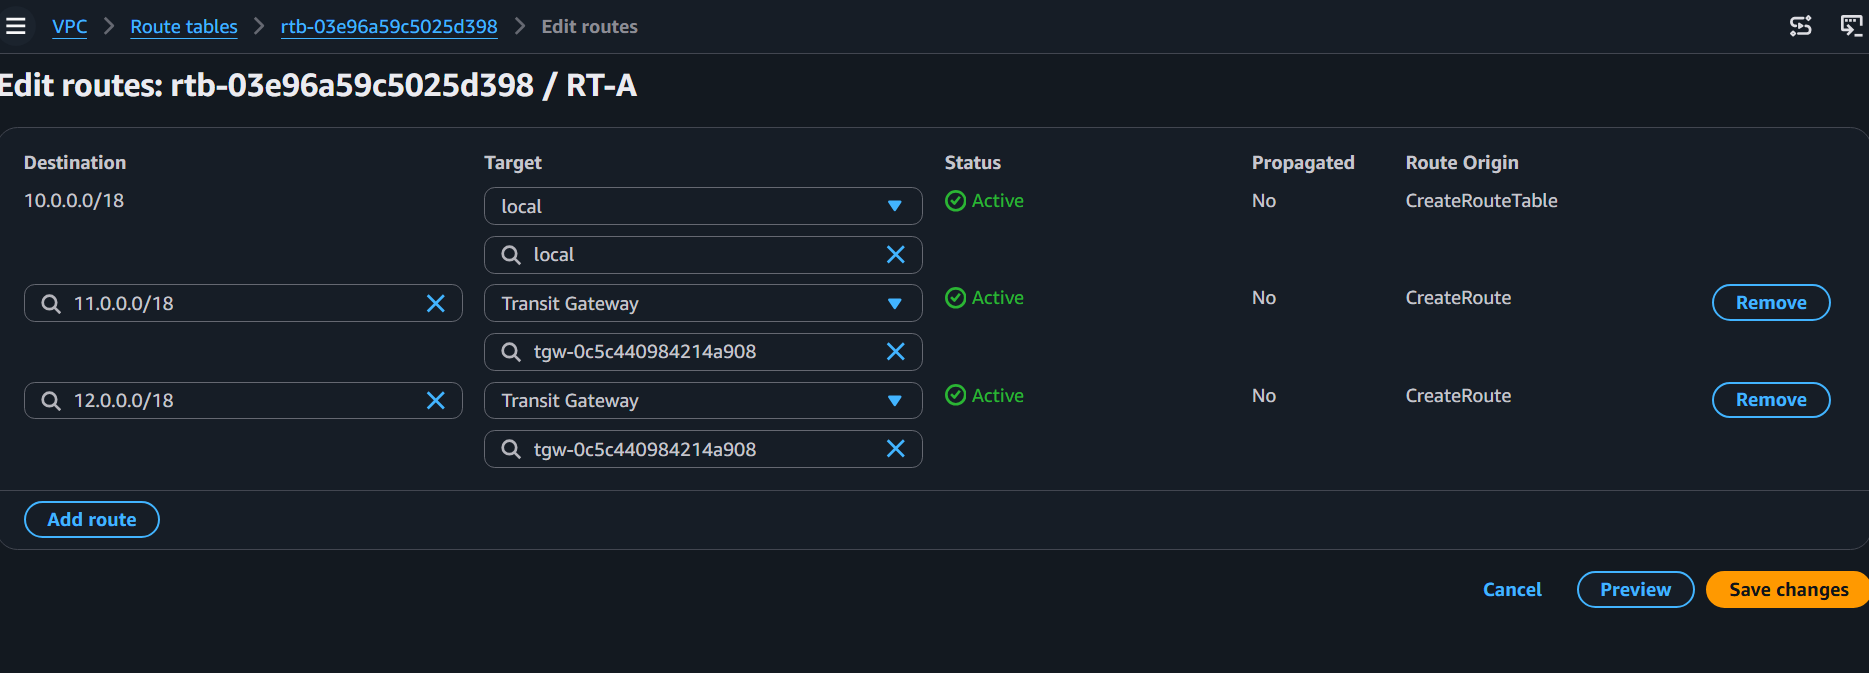 VPC > Route tables > rtb-03e96a59c5025d398 > Edit routes
Edit routes: rtb-03e96a59c5025d398 / RT-A
Destination Target Status Propagated Route Origin
10.0.0.0/18 local Active No CreateRouteTable
local
11.0.0.0/18 Transit Gateway Active No CreateRoute Remove
tgw-0c5c440984214a908
12.0.0.0/18 Transit Gateway Active No CreateRoute Remove
tgw-0c5c440984214a908
Add route
Cancel Preview Save changes